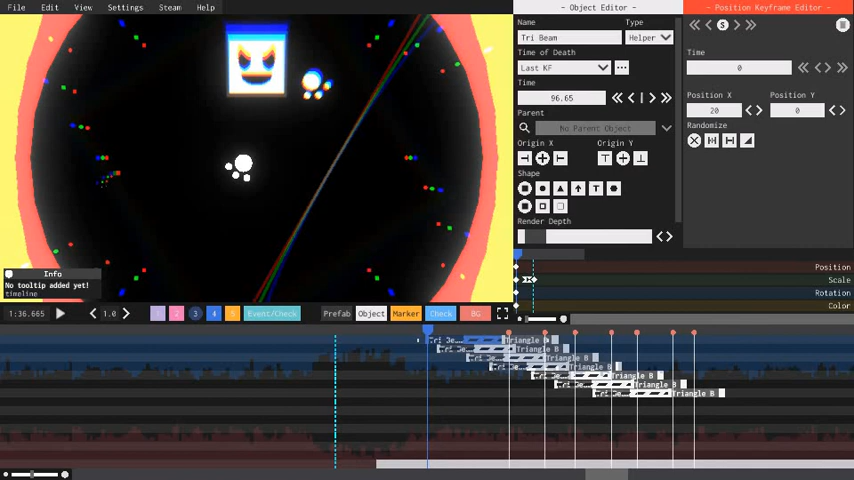 File Edit View Settings Steam Help
- Object Editor -
- Position Keyframe Editor -
Name
Type
Tri Beam
Helper
Time of Death
Last KF
Time
96.65
Parent
No Parent Object
Origin X
Origin Y
Shape
Render Depth
S
Time
0
Position X
Position Y
20
0
Randomize
Info
No tooltip added yet!
timeline
Position
Scale
Rotation
Color
1:36.665
1.0
1 2 3 4 5
Event/Check
Prefab
Object
Marker
Check
BG
Triangle B
Triangle B
Triangle B
Triangle B
Triangle B
Triangle B
Triangle B